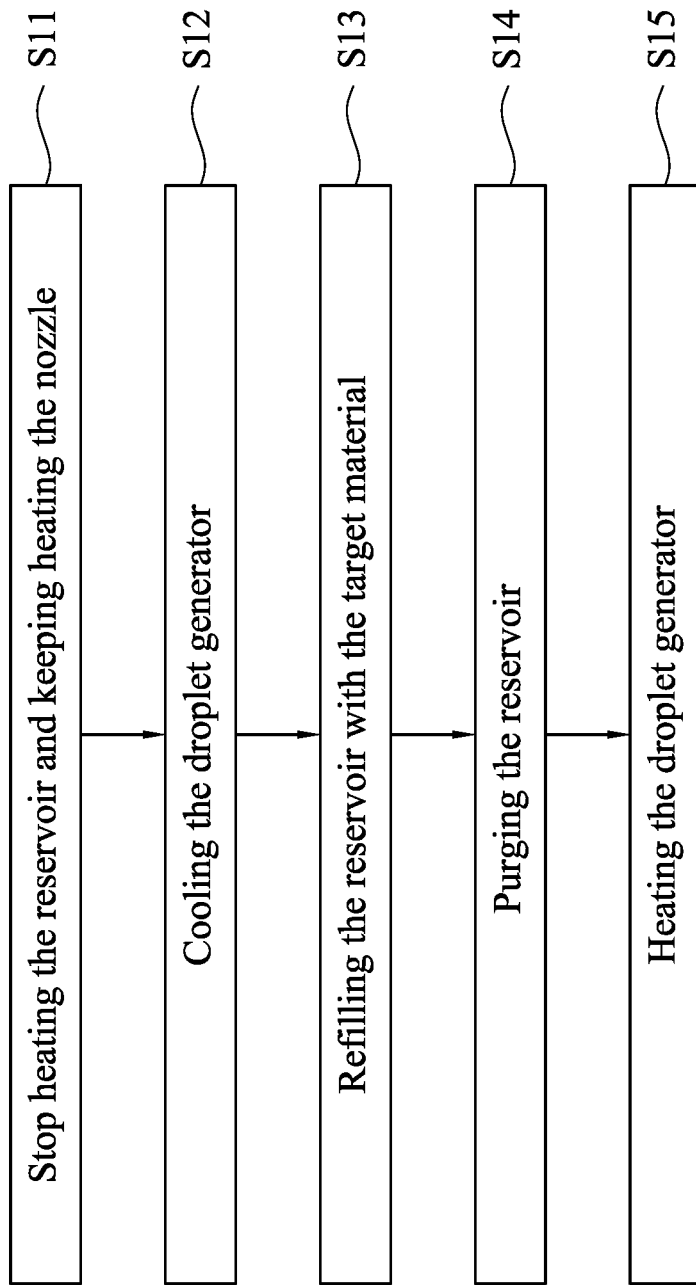 Stop heating the reservoir and keeping heating the nozzle
S11
Cooling the droplet generator
S12
Refilling the reservoir with the target material
S13
Purging the reservoir
S14
Heating the droplet generator
S15